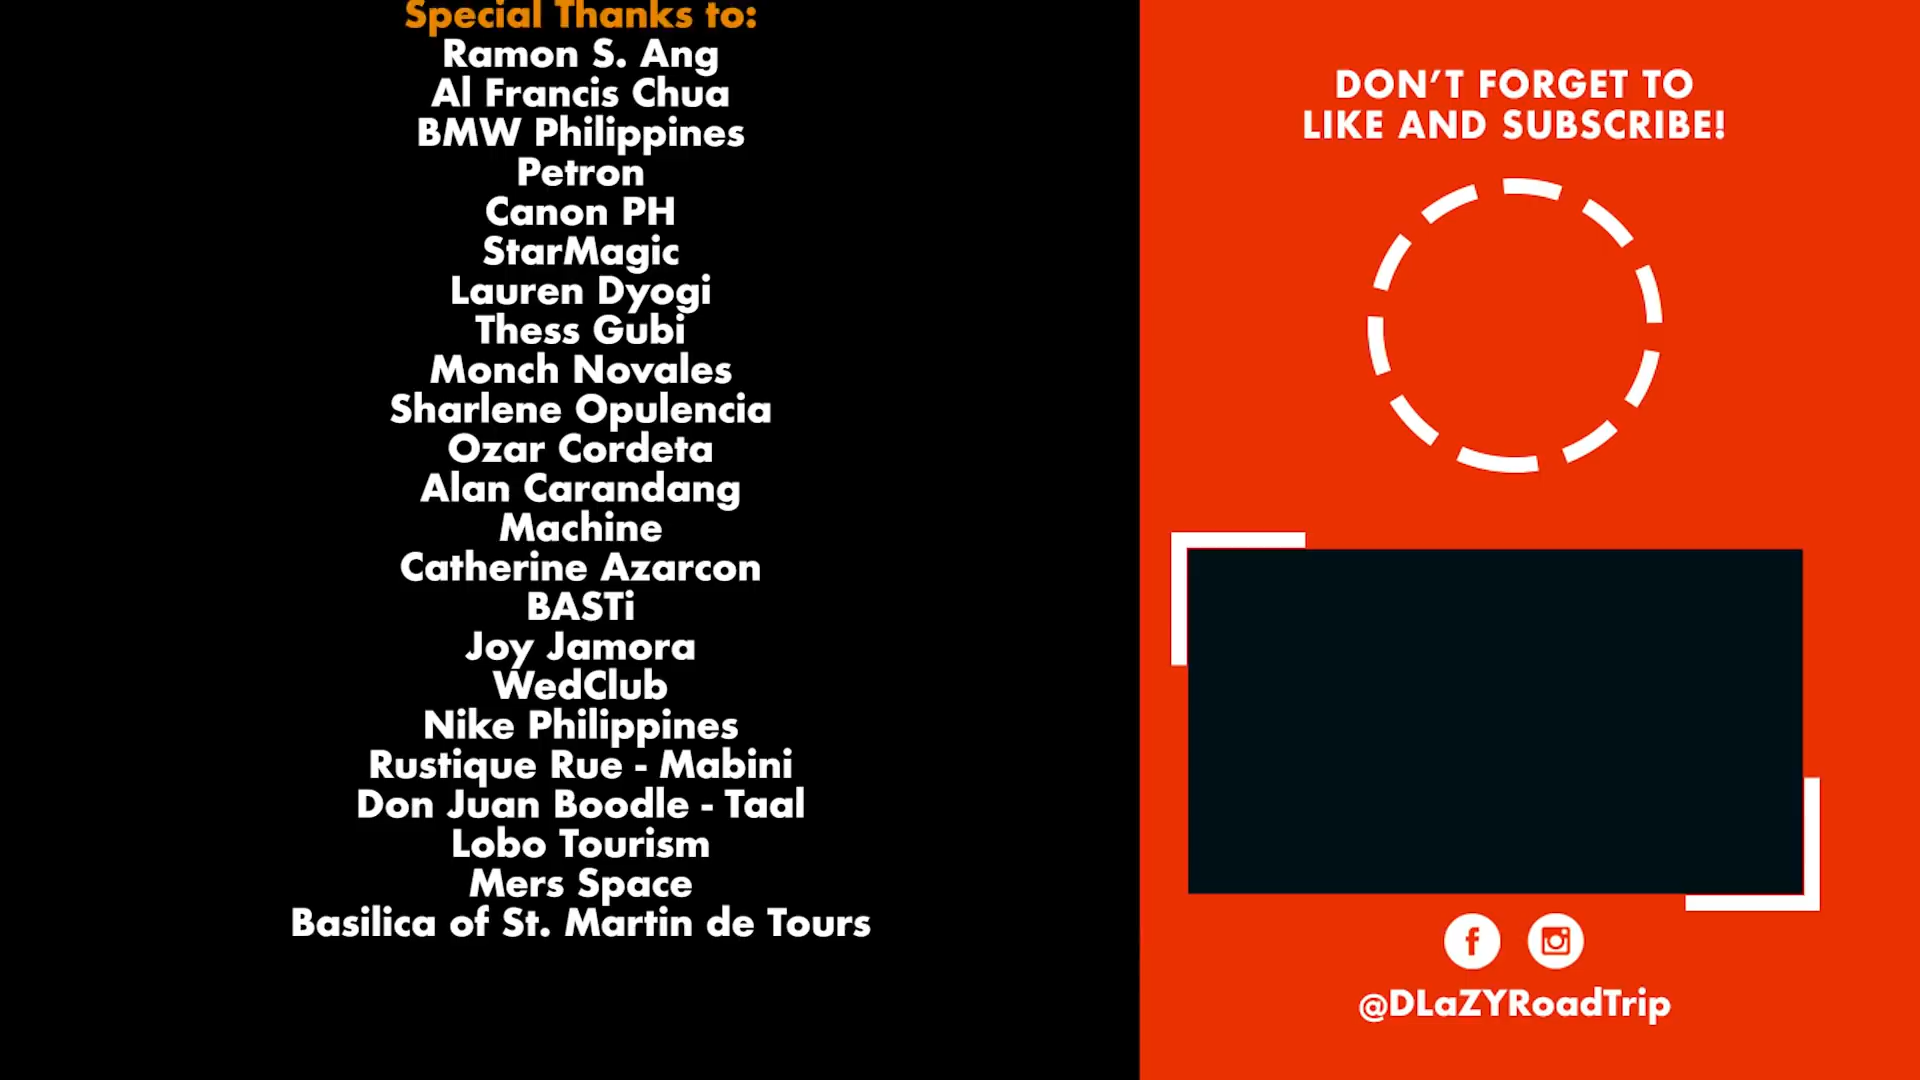 Special Thanks to:
Ramon S. Ang
Al Francis Chua
BMW Philippines
Petron
Canon PH
StarMagic
Lauren Dyogi
Thess Gubi
Monch Novales
Sharlene Opulencia
Ozar Cordeta
Alan Carandang
Machine
Catherine Azarcon
BASTi
Joy Jamora
WedClub
Nike Philippines
Rustique Rue - Mabini
Don Juan Boodle - Taal
Lobo Tourism
Mers Space
Basilica of St. Martin de Tours
DON’T FORGET TO
LIKE AND SUBSCRIBE!
@DLaZYRoadTrip